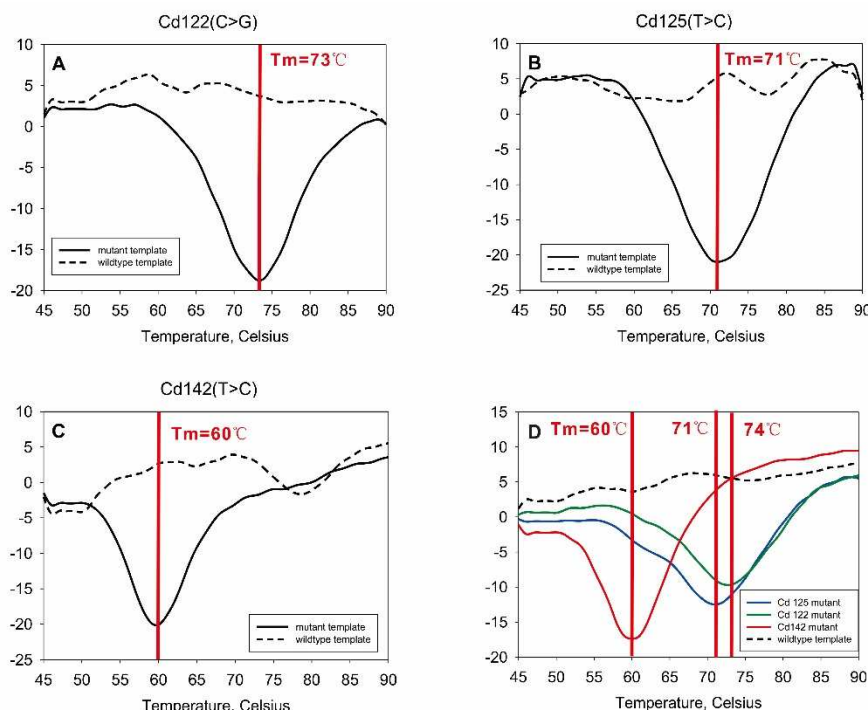 Cd122(C>G)
A
Tm=73℃
10
5
0
-5
-10
-15
-20
mutant template
wildtype template
45 50 55 60 65 70 75 80 85 90
Temperature, Celsius
Cd125(T>C)
B
Tm=71℃
15
10
5
0
-5
-10
-15
-20
-25
mutant template
wildtype template
45 50 55 60 65 70 75 80 85 90
Temperature, Celsius
Cd142(T>C)
C
Tm=60℃
10
5
0
-5
-10
-15
-20
-25
mutant template
wildtype template
45 50 55 60 65 70 75 80 85 90
Temperature, Celsius
D
Tm=60℃ 71℃ 74℃
15
10
5
0
-5
-10
-15
-20
Cd 125 mutant
Cd 122 mutant
Cd142 mutant
wildtype template
45 50 55 60 65 70 75 80 85 90
Temperature, Celsius